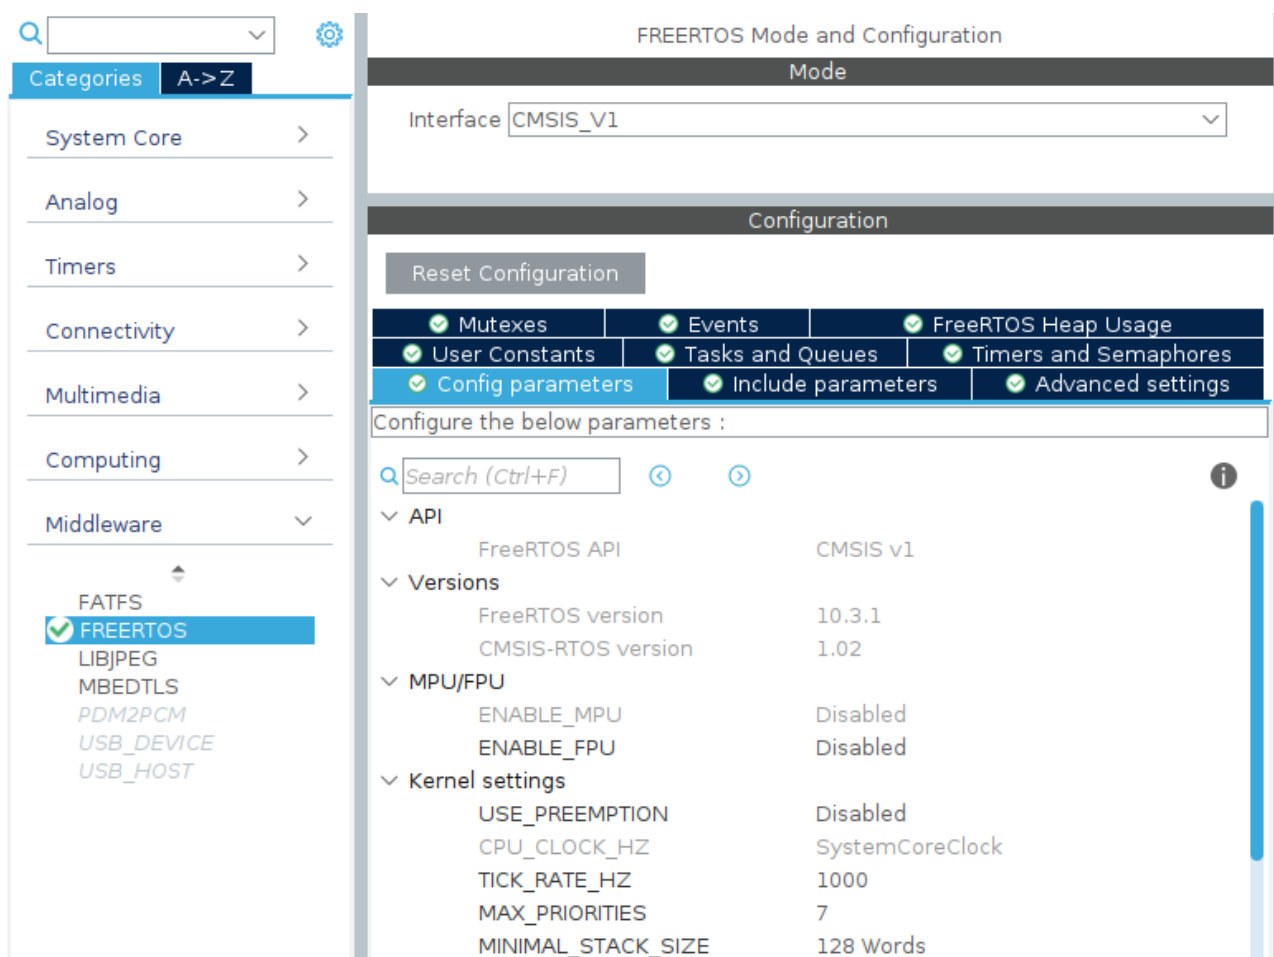 FREERTOS Mode and Configuration
Categories
A->Z
System Core
Analog
Timers
Connectivity
Multimedia
Computing
Middleware
FATFS
FREERTOS
LIBJPEG
MBEDTLS
PDM2PCM
USB_DEVICE
USB_HOST
Mode
Interface CMSIS_V1
Configuration
Reset Configuration
Mutexes Events FreeRTOS Heap Usage
User Constants Tasks and Queues Timers and Semaphores
Config parameters Include parameters Advanced settings
Configure the below parameters :
Search (Ctrl+F)
API
FreeRTOS API CMSIS v1
Versions
FreeRTOS version 10.3.1
CMSIS-RTOS version 1.02
MPU/FPU
ENABLE_MPU Disabled
ENABLE_FPU Disabled
Kernel settings
USE_PREEMPTION Disabled
CPU_CLOCK_HZ SystemCoreClock
TICK_RATE_HZ 1000
MAX_PRIORITIES 7
MINIMAL_STACK_SIZE 128 Words